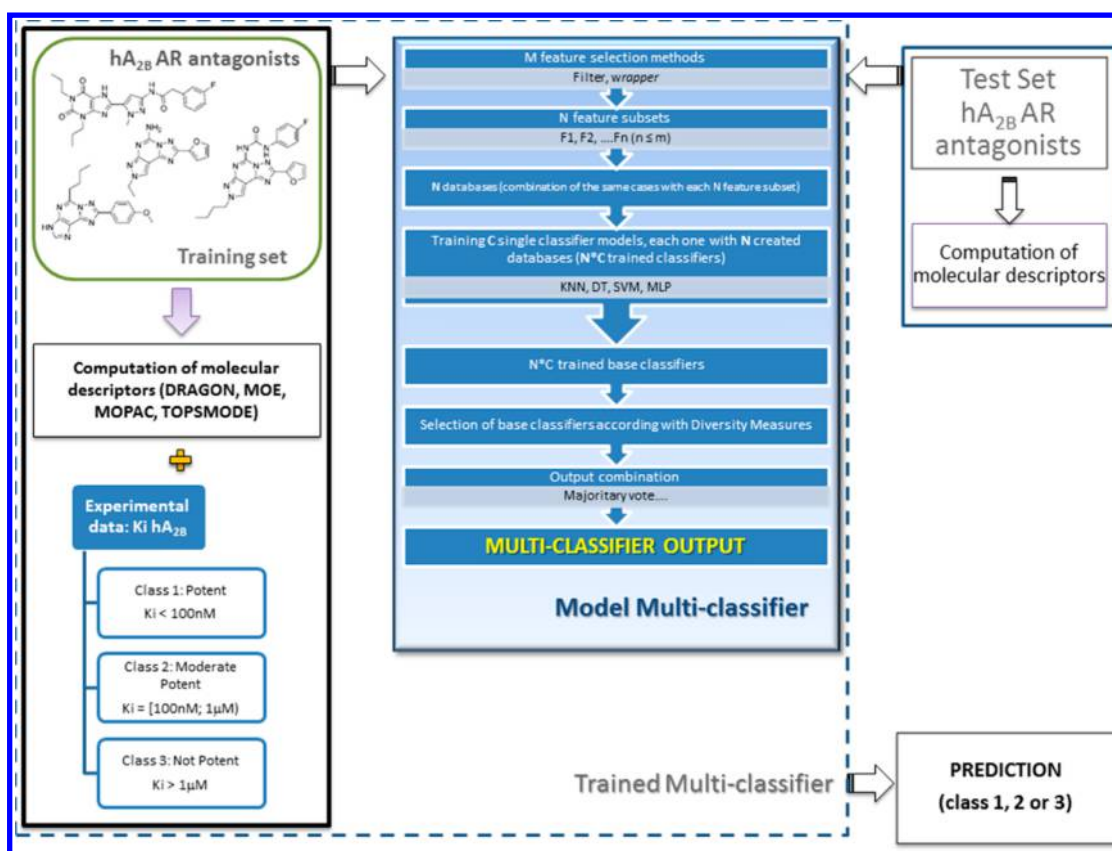 hA2B AR antagonists
Training set
Computation of molecular
descriptors (DRAGON, MOE,
MOPAC, TOPSMODE)
Experimental
data: Ki hA2B
Class 1: Potent
Ki < 100nM
Class 2: Moderate
Potent
Ki = [100nM; 1µM)
Class 3: Not Potent
Ki > 1µM
M feature selection methods
Filter, wrapper
N feature subsets
F1, F2, ....Fn (n ≤ m)
N databases (combination of the same cases with each N feature subset)
Training C single classifier models, each one with N created
databases (N*C trained classifiers)
KNN, DT, SVM, MLP
N*C trained base classifiers
Selection of base classifiers according with Diversity Measures
Output combination
Majoritary vote....
MULTI-CLASSIFIER OUTPUT
Model Multi-classifier
Trained Multi-classifier
Test Set
hA2B AR
antagonists
Computation of
molecular descriptors
PREDICTION
(class 1, 2 or 3)